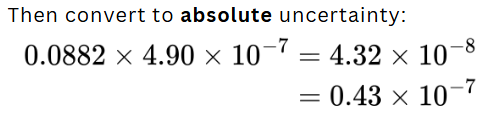 Then convert to absolute uncertainty:
0.0882 × 4.90 × 10⁻⁷ = 4.32 × 10⁻⁸
= 0.43 × 10⁻⁷